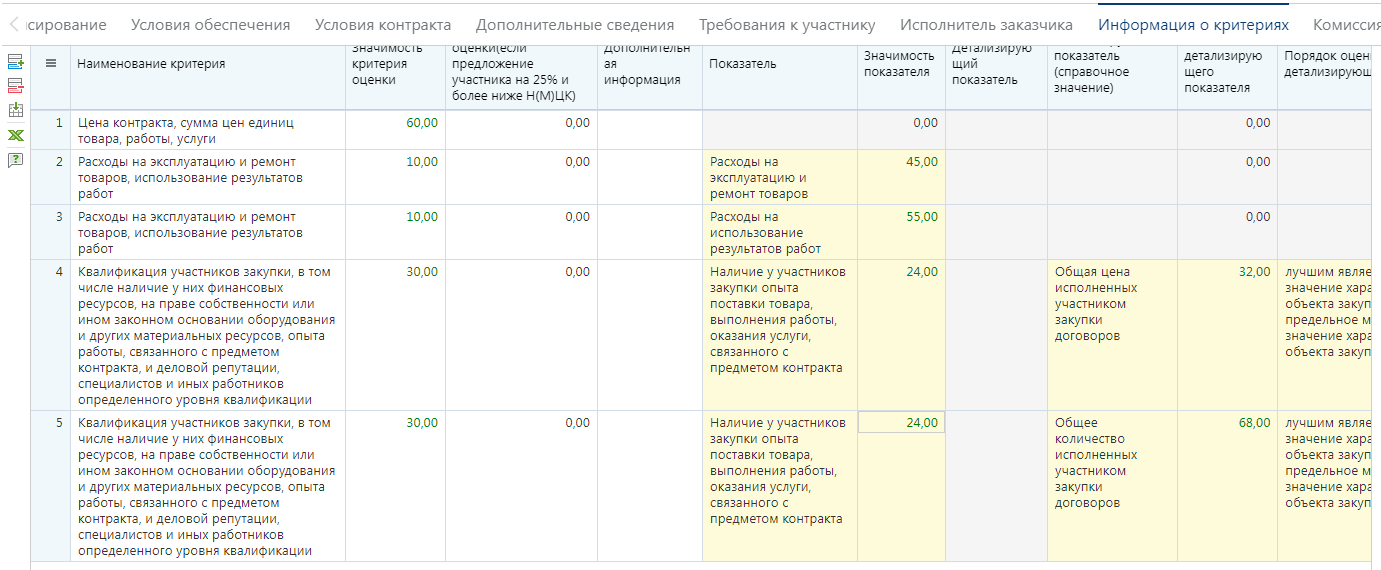 нсирование Условия обеспечения Условия контракта Дополнительные сведения Требования к участнику Исполнитель заказчика Информация о критериях Комиссия
Наименование критерия
Значимость
критерия
оценки
оценки(если
предложение
участника на 25% и
более ниже Н(М)ЦК)
Дополнительн
ая
информация
Показатель
Значимость
показателя
Детализирую
щий
показатель
показатель
(справочное
значение)
детализирую
щего
показателя
Порядок оцен
детализирующ
1
Цена контракта, сумма цен единиц
товара, работы, услуги
60,00
0,00
0,00
0,00
2
Расходы на эксплуатацию и ремонт
товаров, использование результатов
работ
10,00
0,00
Расходы на
эксплуатацию и
ремонт товаров
45,00
0,00
3
Расходы на эксплуатацию и ремонт
товаров, использование результатов
работ
10,00
0,00
Расходы на
использование
результатов работ
55,00
0,00
4
Квалификация участников закупки, в том
числе наличие у них финансовых
ресурсов, на праве собственности или
ином законном основании оборудования
и других материальных ресурсов, опыта
работы, связанного с предметом
контракта, и деловой репутации,
специалистов и иных работников
определенного уровня квалификации
30,00
0,00
Наличие у участников
закупки опыта
поставки товара,
выполнения работы,
оказания услуги,
связанного с
предметом контракта
24,00
Общая цена
исполненных
участником
закупки
договоров
32,00
лучшим являе
значение хара
объекта закуп
предельное м
значение хара
объекта закуп
5
Квалификация участников закупки, в том
числе наличие у них финансовых
ресурсов, на праве собственности или
ином законном основании оборудования
и других материальных ресурсов, опыта
работы, связанного с предметом
контракта, и деловой репутации,
специалистов и иных работников
определенного уровня квалификации
30,00
0,00
Наличие у участников
закупки опыта
поставки товара,
выполнения работы,
оказания услуги,
связанного с
предметом контракта
24,00
Общее
количество
исполненных
участником
закупки
договоров
68,00
лучшим являе
значение хара
объекта закуп
предельное м
значение хара
объекта закуп